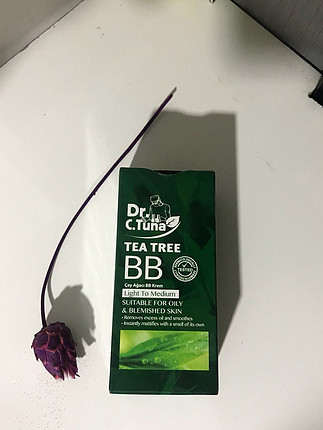 Dr.
C.Tuna
TEA TREE
BB
TESTED
Çay Ağacı BB Krem
Light To Medium
SUITABLE FOR OILY
& BLEMISHED SKIN
• Removes excess oil and smoothes
• Instantly mattifies with a smell of its own